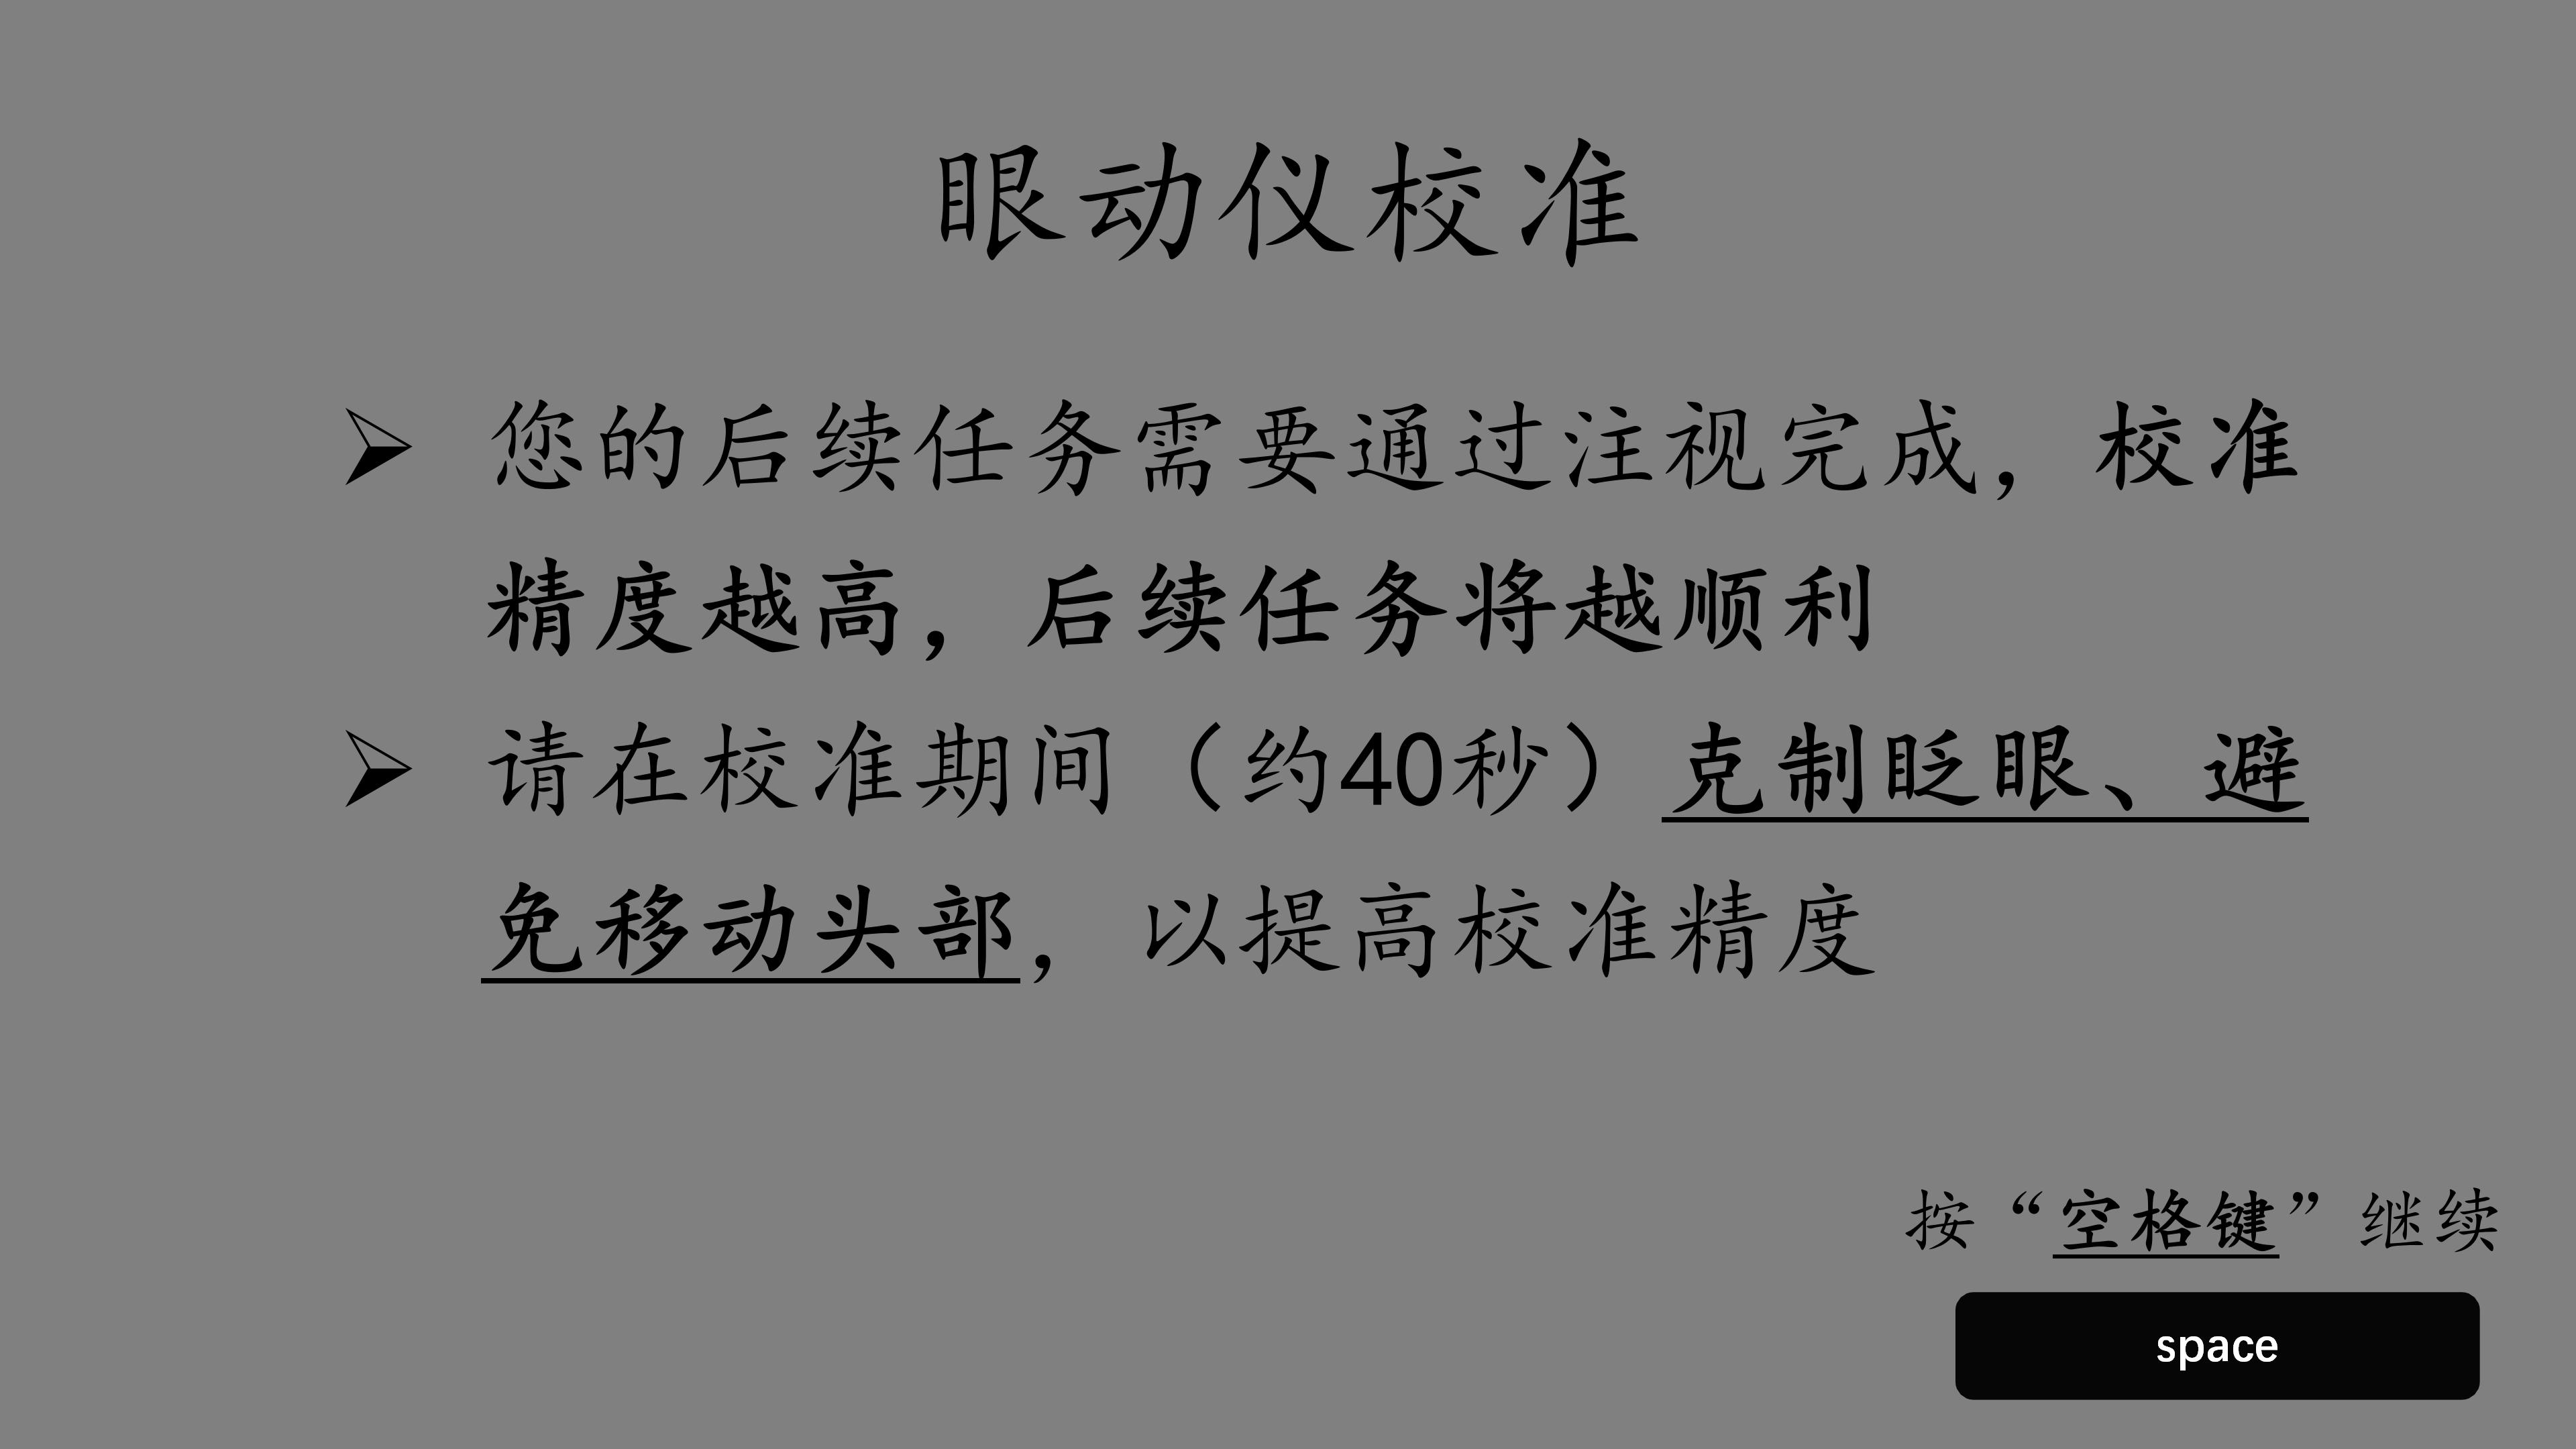 眼动仪校准
➢ 您的后续任务需要通过注视完成，校准
精度越高，后续任务将越顺利
➢ 请在校准期间（约40秒）克制眨眼、避
免移动头部，以提高校准精度
按“空格键”继续
space